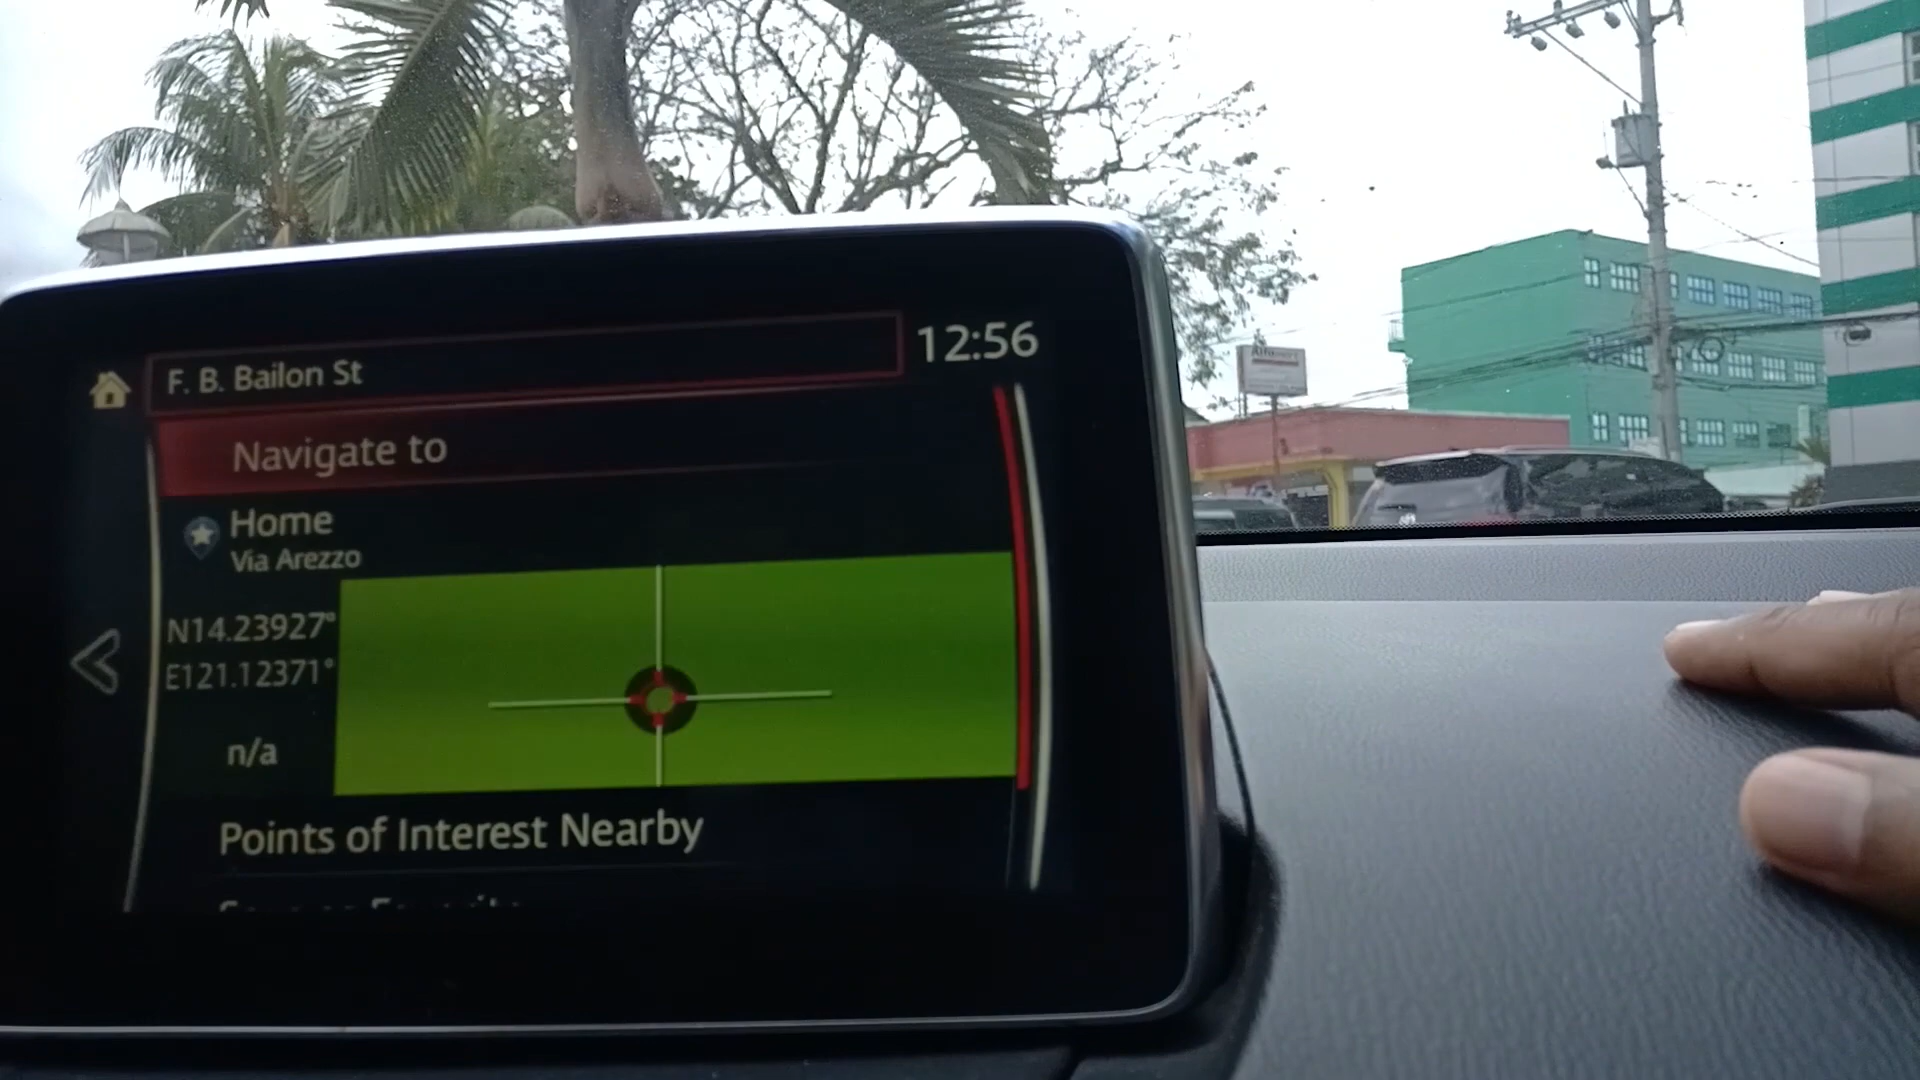 F. B. Bailon St
12:56
Navigate to
Home
Via Arezzo
N14.23927°
E121.12371°
n/a
Points of Interest Nearby